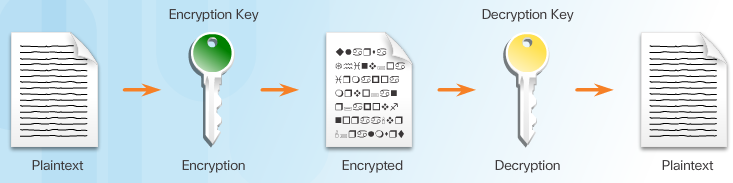 Encryption Key
Decryption Key
Plaintext
Encryption
Encrypted
Decryption
Plaintext